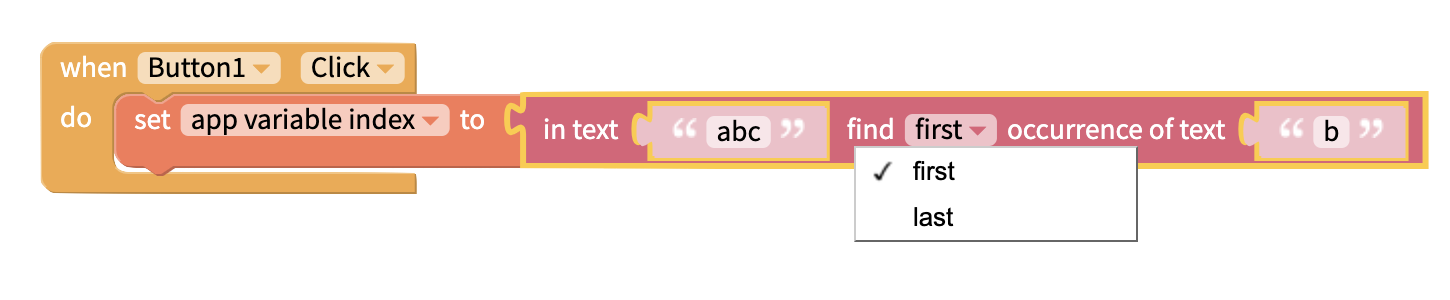 when Button1 Click
do set app variable index to in text “ abc ” find first occurrence of text “ b ”
✓ first
last